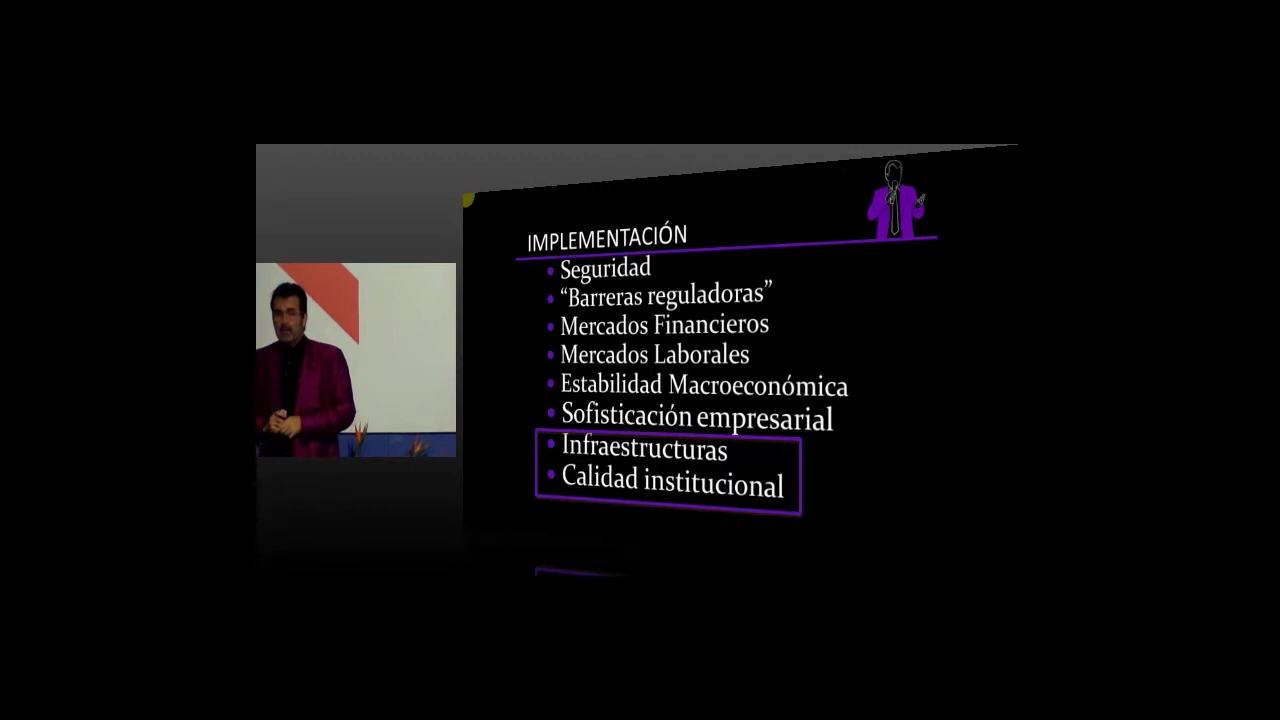 IMPLEMENTACIÓN
• Seguridad
• “Barreras reguladoras”
• Mercados Financieros
• Mercados Laborales
• Estabilidad Macroeconómica
• Sofisticación empresarial
• Infraestructuras
• Calidad institucional